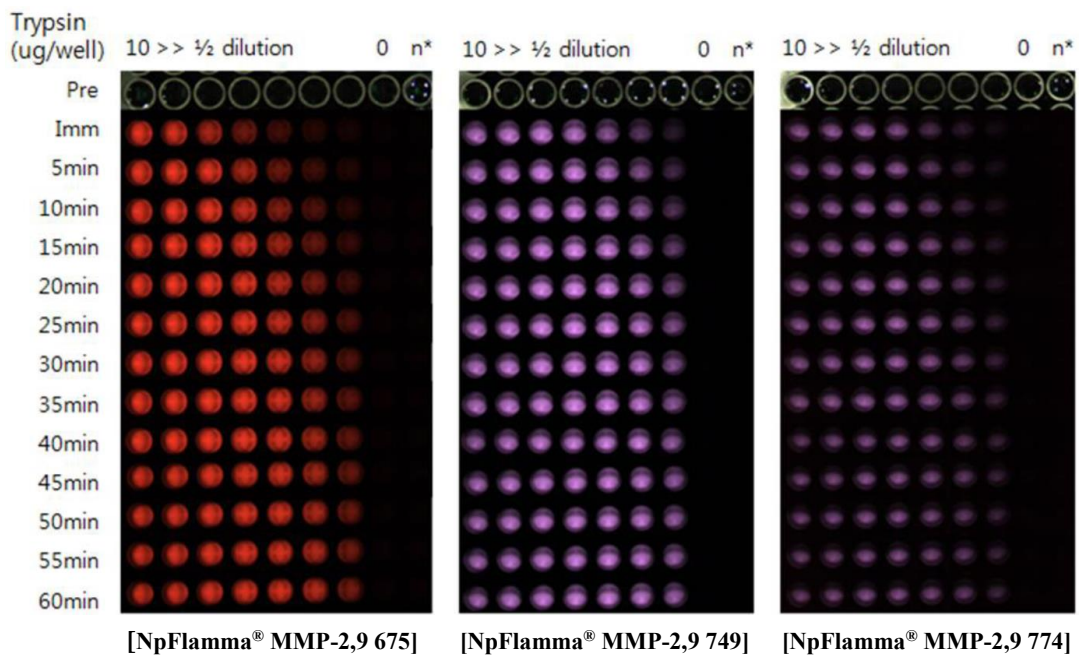 Trypsin
(ug/well) 10 >> ½ dilution 0 n* 10 >> ½ dilution 0 n* 10 >> ½ dilution 0 n*
Pre
Imm
5min
10min
15min
20min
25min
30min
35min
40min
45min
50min
55min
60min
[NpFlamma® MMP-2,9 675] [NpFlamma® MMP-2,9 749] [NpFlamma® MMP-2,9 774]